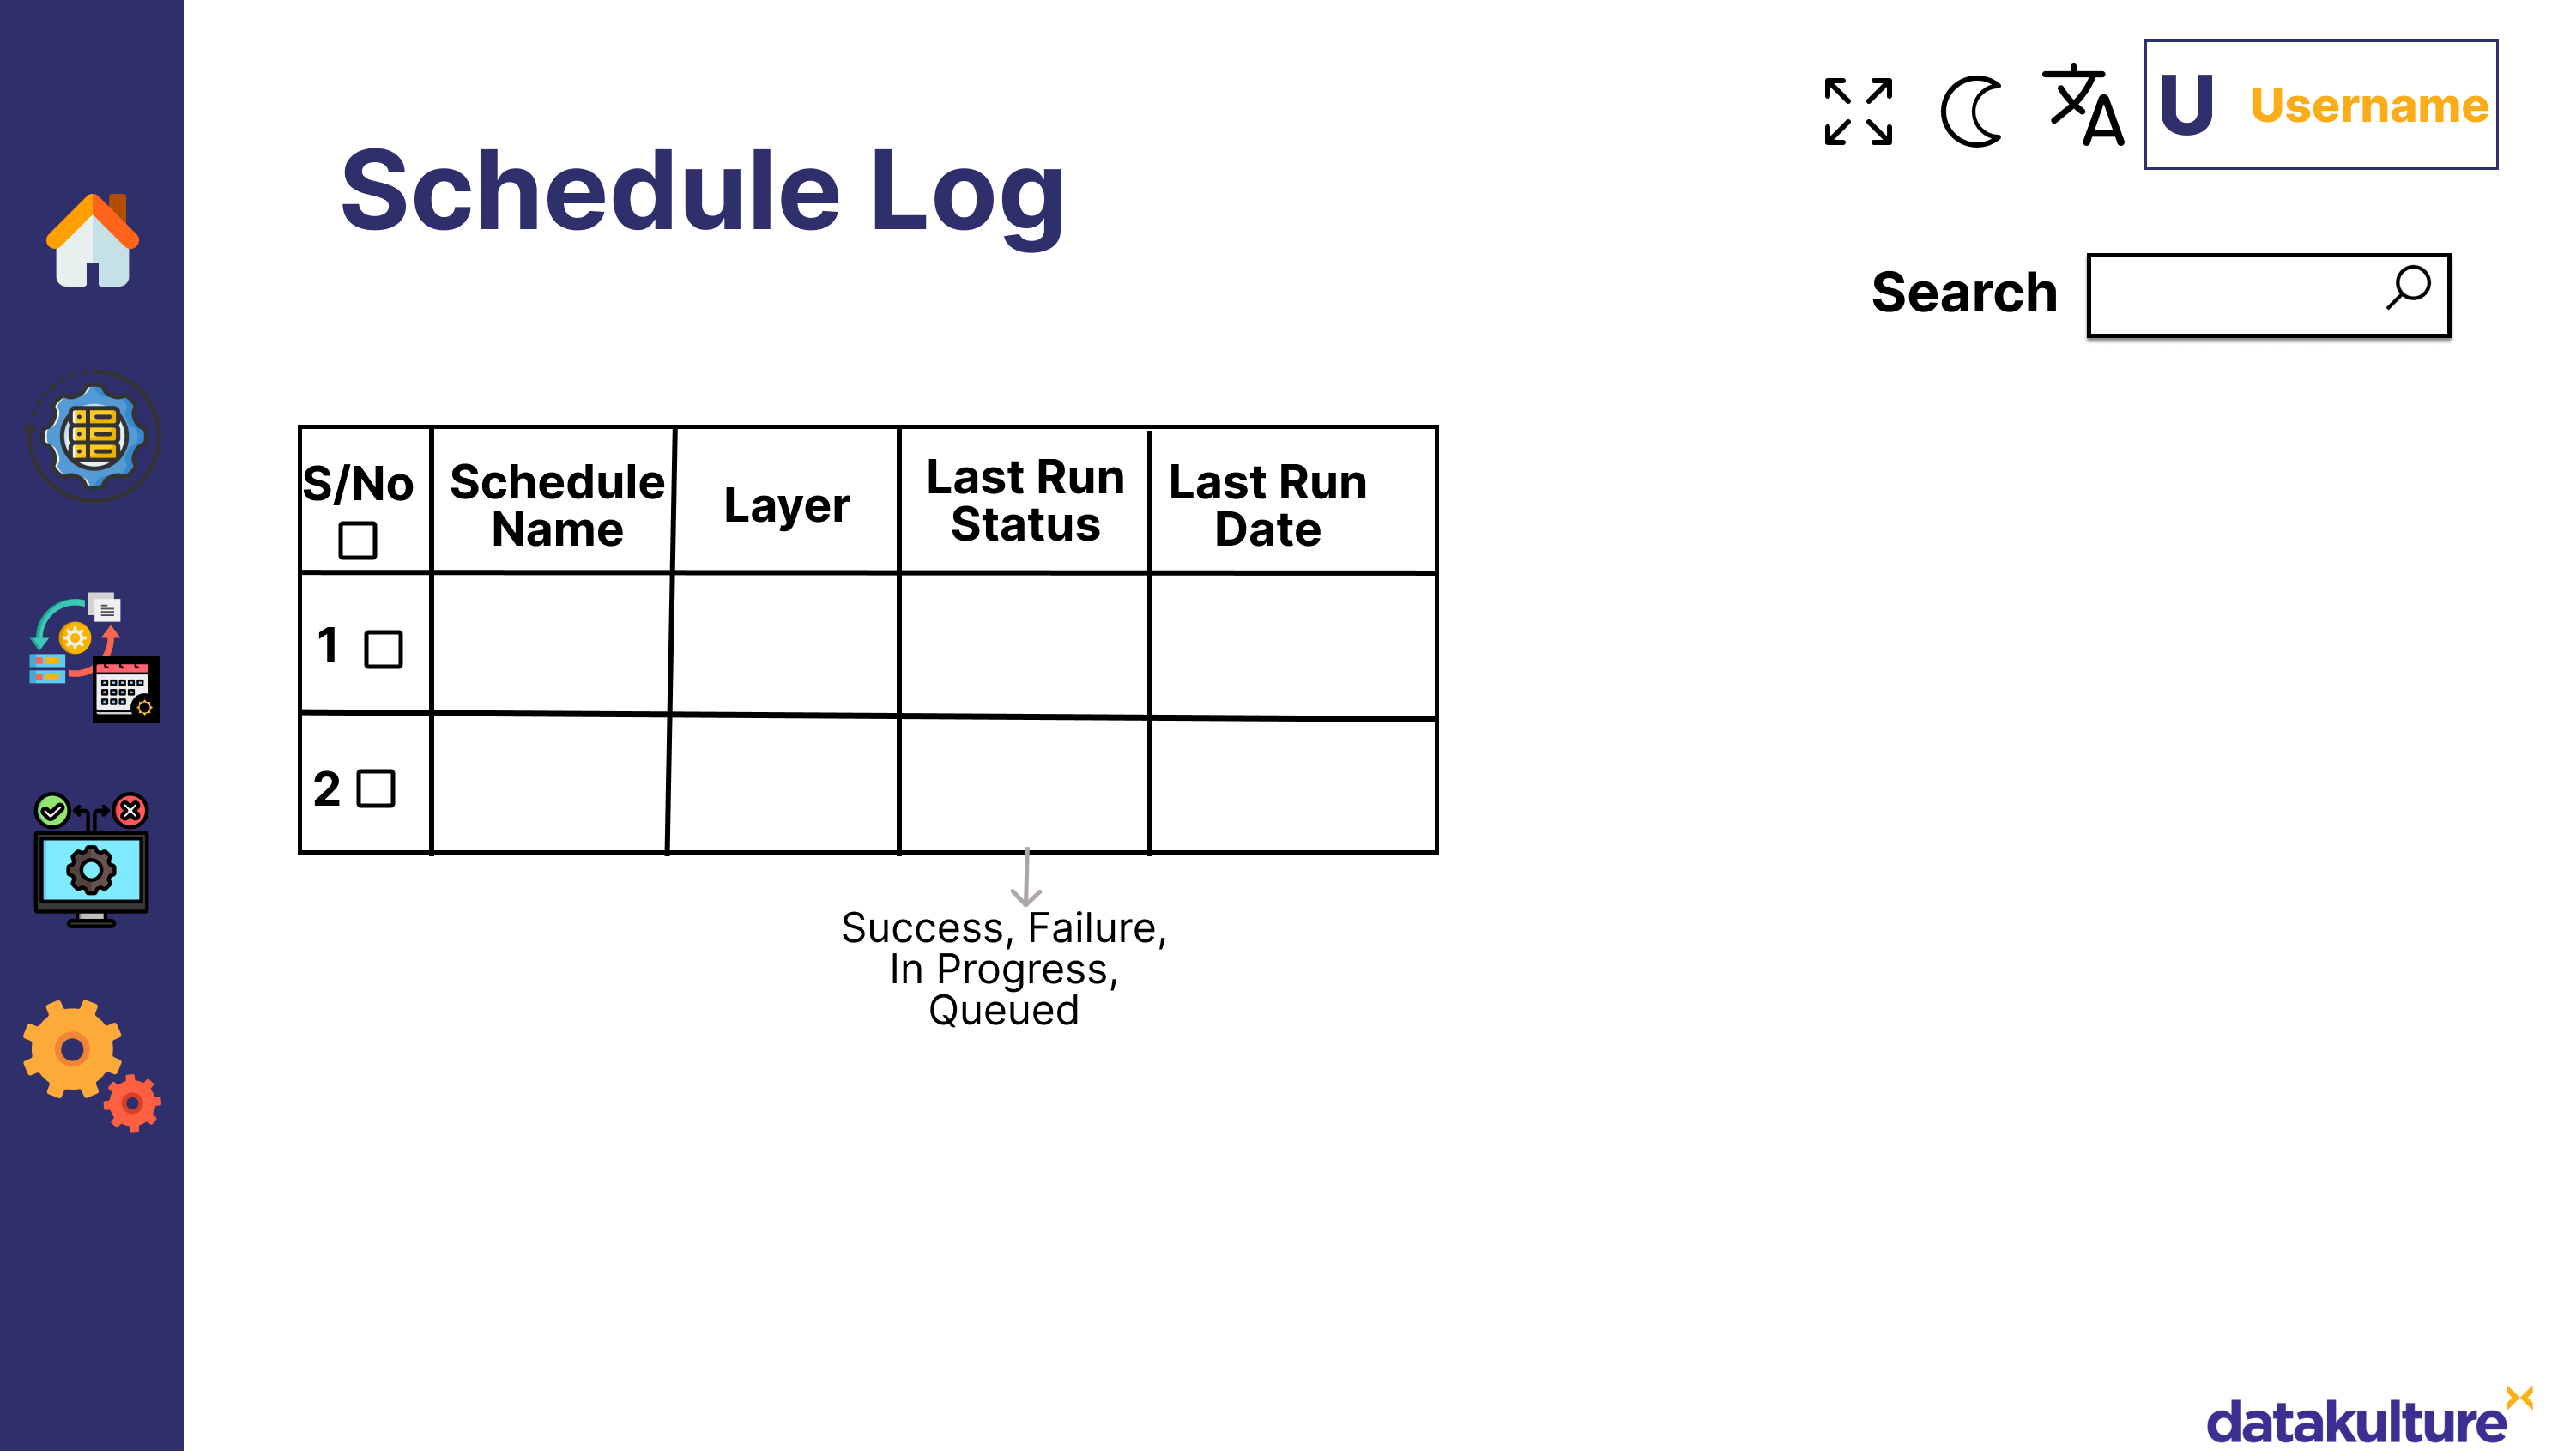 U Username
Schedule Log
Search
S/No
Schedule
Name
Layer
Last Run
Status
Last Run
Date
1
2
Success, Failure,
In Progress,
Queued
datakulture